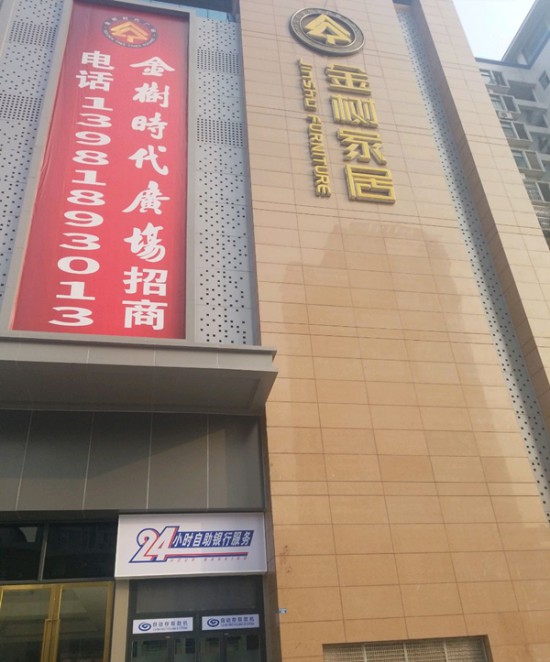 金樹時代廣場招商
电话13981893013
金树家居
JINSHU FURNITURE
24小时自助银行服务